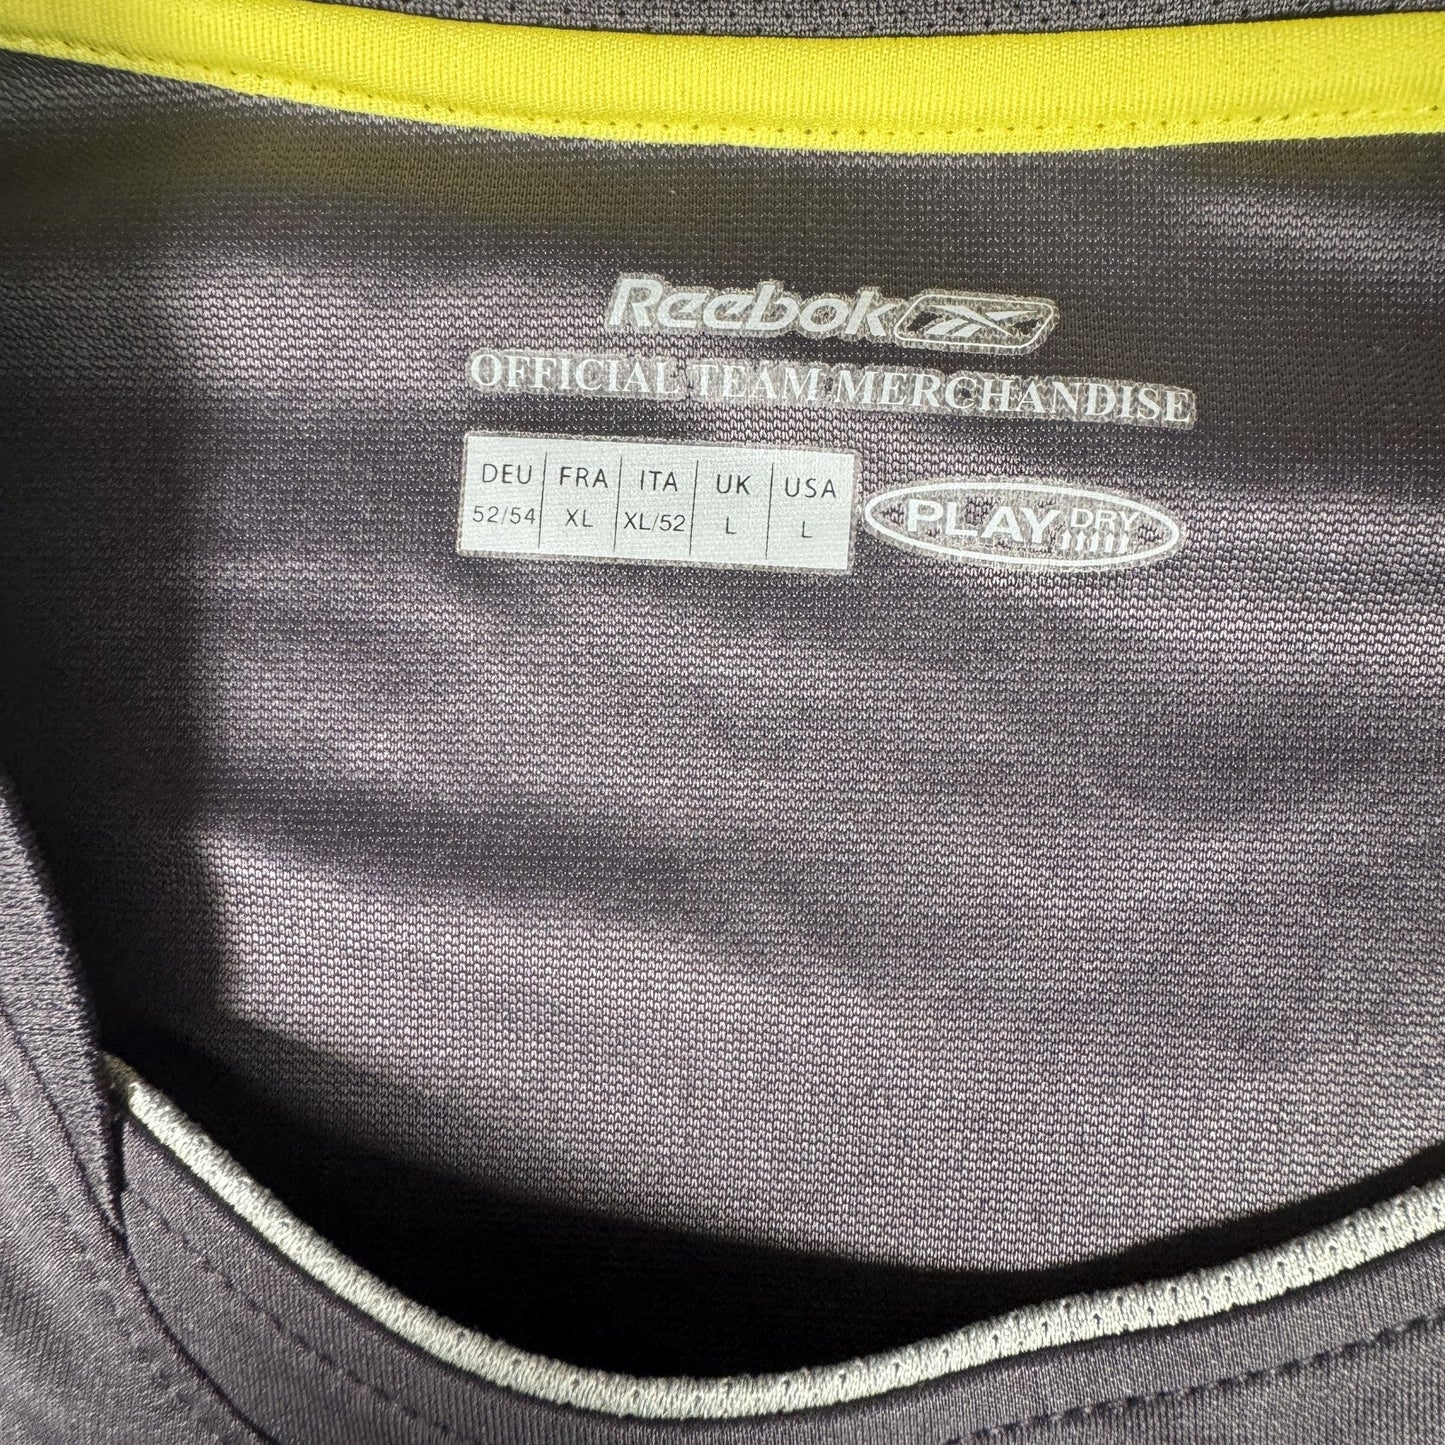 Reebok
OFFICIAL TEAM MERCHANDISE
DEU FRA ITA UK USA
52/54 XL XL/52 L L
PLAY DRY